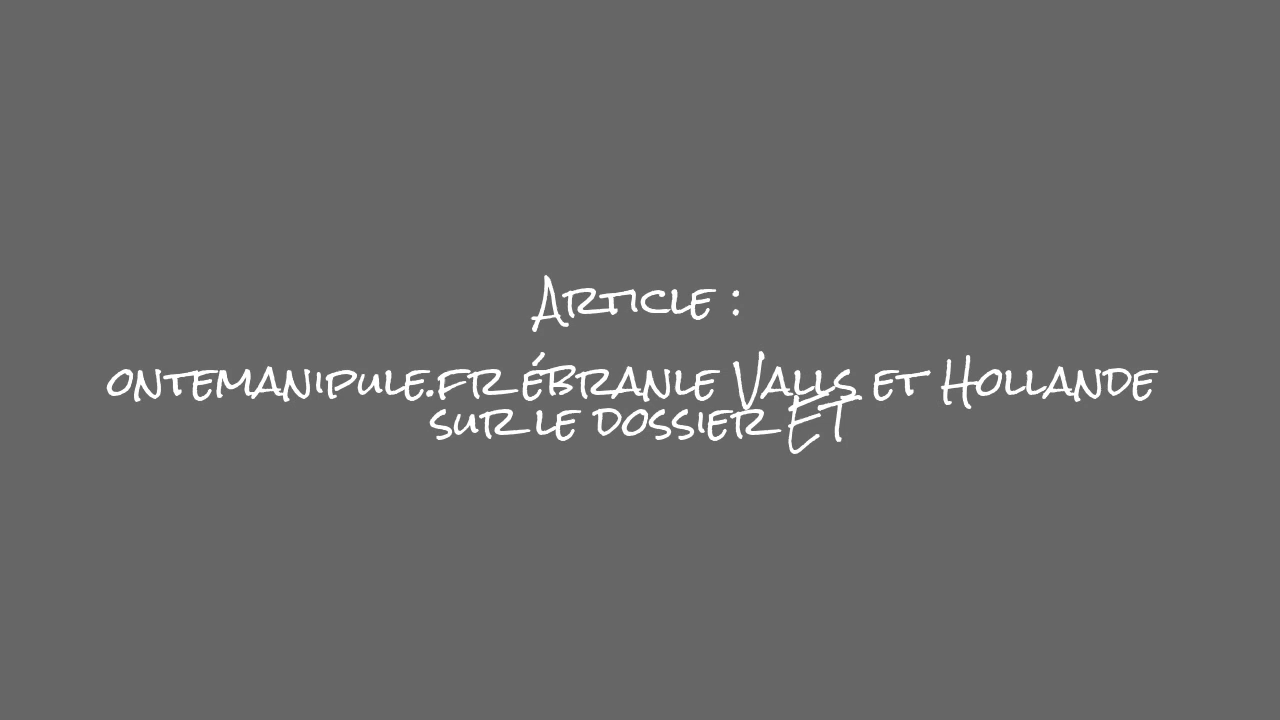 Article :
ontemanipule.fr ébranle Valls et Hollande
sur le dossier ET